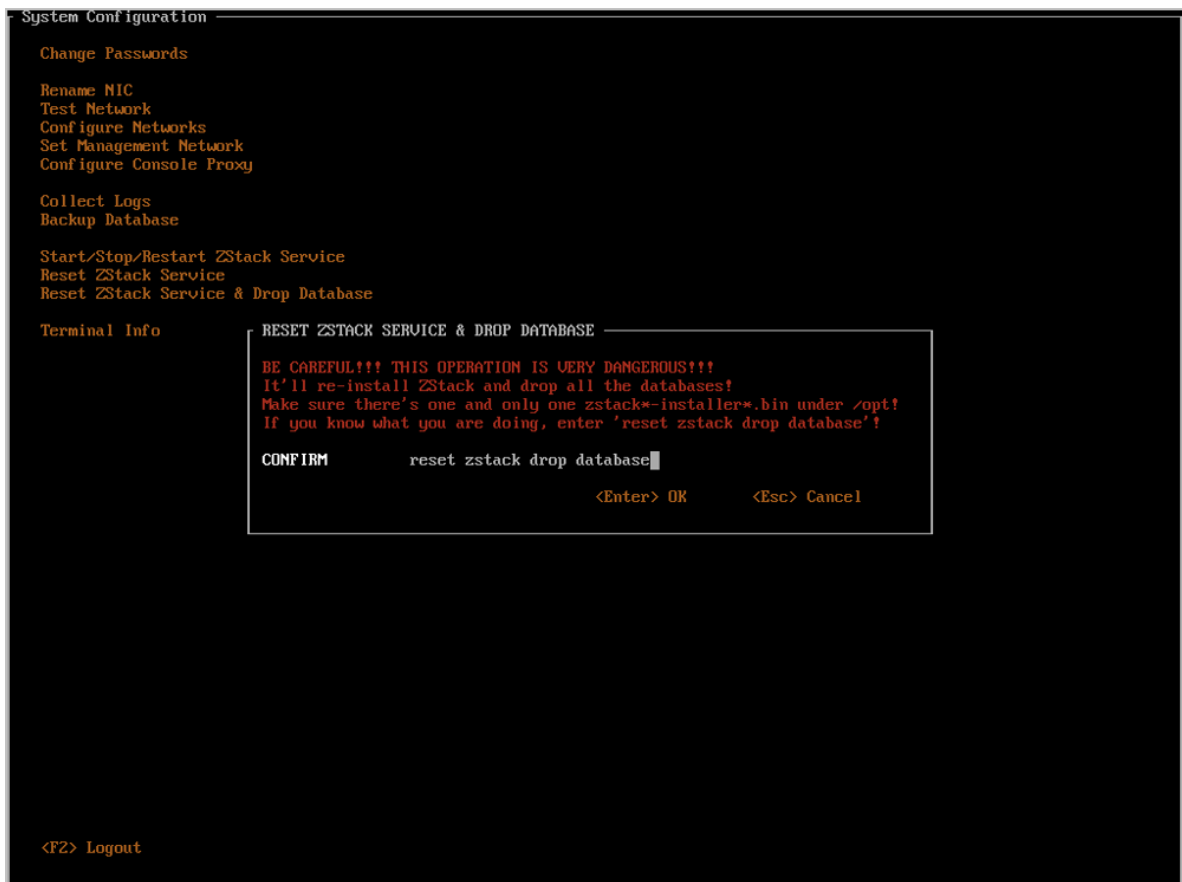 System Configuration
Change Passwords
Rename NIC
Test Network
Configure Networks
Set Management Network
Configure Console Proxy
Collect Logs
Backup Database
Start/Stop/Restart ZStack Service
Reset ZStack Service
Reset ZStack Service & Drop Database
Terminal Info
RESET ZSTACK SERVICE & DROP DATABASE
BE CAREFUL!!! THIS OPERATION IS VERY DANGEROUS!!!
It'll re-install ZStack and drop all the databases!
Make sure there's one and only one zstack*-installer*.bin under /opt!
If you know what you are doing, enter 'reset zstack drop database'!
CONFIRM reset zstack drop database
<Enter> OK <Esc> Cancel
<F2> Logout